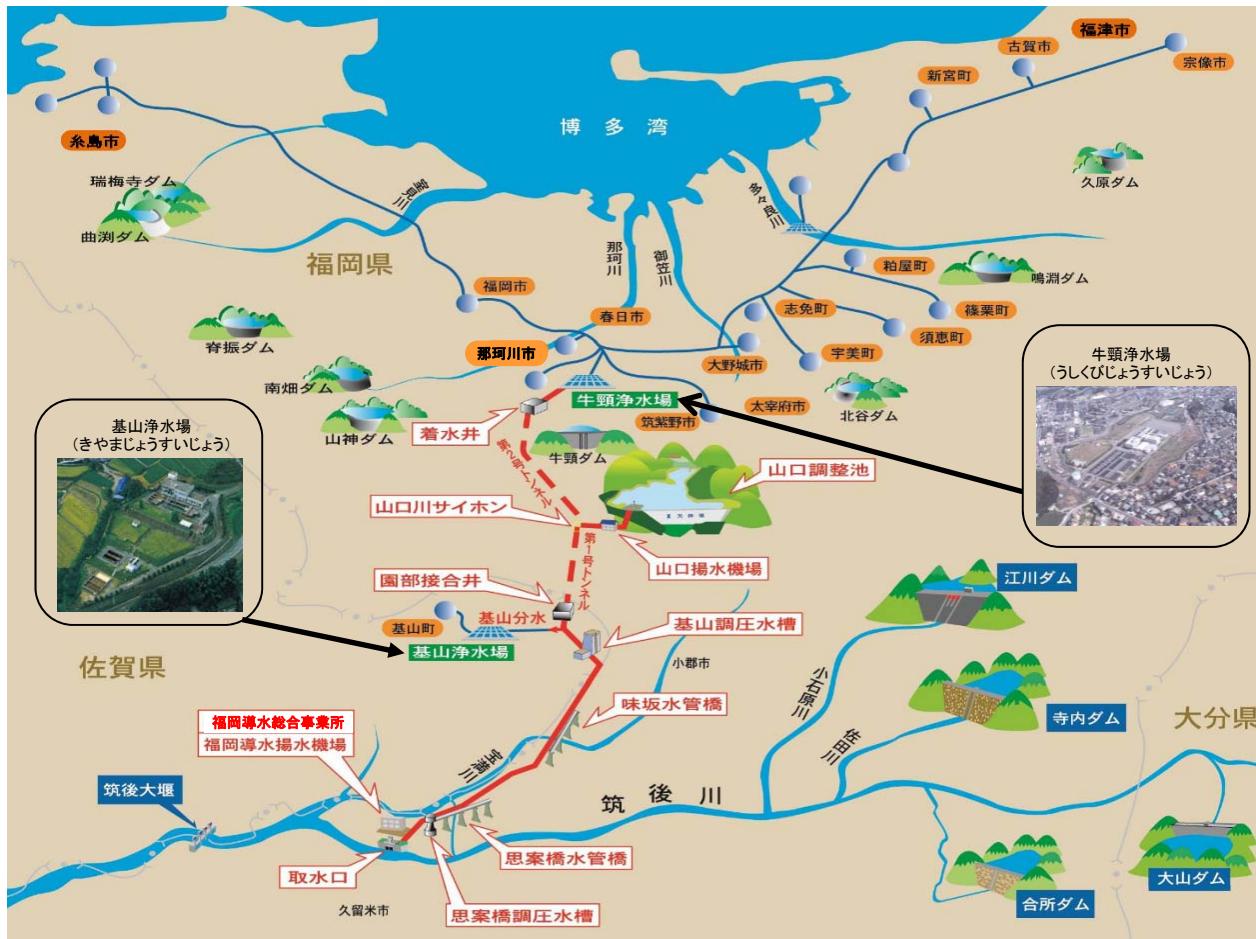 福津市
古賀市
宗像市
新宮町
博多湾
糸島市
瑞梅寺ダム
久原ダム
曲渕ダム
室見川
多々良川
福岡県
那珂川
御笠川
粕屋町
鳴淵ダム
福岡市
篠栗町
志免町
春日市
須恵町
脊振ダム
那珂川市
大野城市
宇美町
牛頸浄水場
(うしくびじょうすいじょう)
南畑ダム
牛頸浄水場
太宰府市
北谷ダム
着水井
筑紫野市
山神ダム
基山浄水場
(きやまじょうすいじょう)
牛頸ダム
第2号トンネル
山口調整池
山口川サイホン
第1号トンネル
山口揚水機場
園部接合井
江川ダム
基山分水
基山町
基山調圧水槽
基山浄水場
佐賀県
小郡市
小石原川
味坂水管橋
寺内ダム
佐田川
大分県
福岡導水総合事業所
福岡導水揚水機場
宝満川
筑後大堰
筑後川
思案橋水管橋
取水口
大山ダム
合所ダム
久留米市
思案橋調圧水槽